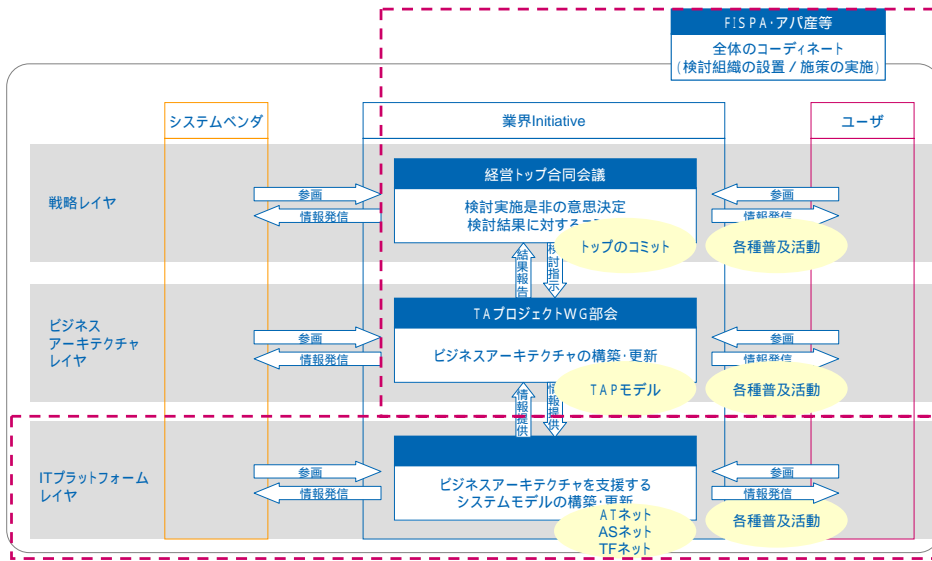 FISPA・アパ産等
全体のコーディネート
(検討組織の設置/施策の実施)
システムベンダ
業界Initiative
ユーザ
戦略レイヤ
参画
情報発信
経営トップ合同会議
検討実施是非の意思決定
検討結果に対するコ
トップのコミット
参画
情報発信
各種普及活動
結果報告
検討指示
ビジネス
アーキテクチャ
レイヤ
参画
情報発信
TAプロジェクトWG部会
ビジネスアーキテクチャの構築・更新
TAPモデル
参画
情報発信
各種普及活動
情報提供
情報提供
ITプラットフォーム
レイヤ
参画
情報発信
ビジネスアーキテクチャを支援する
システムモデルの構築・更新
ATネット
ASネット
TFネット
参画
情報発信
各種普及活動